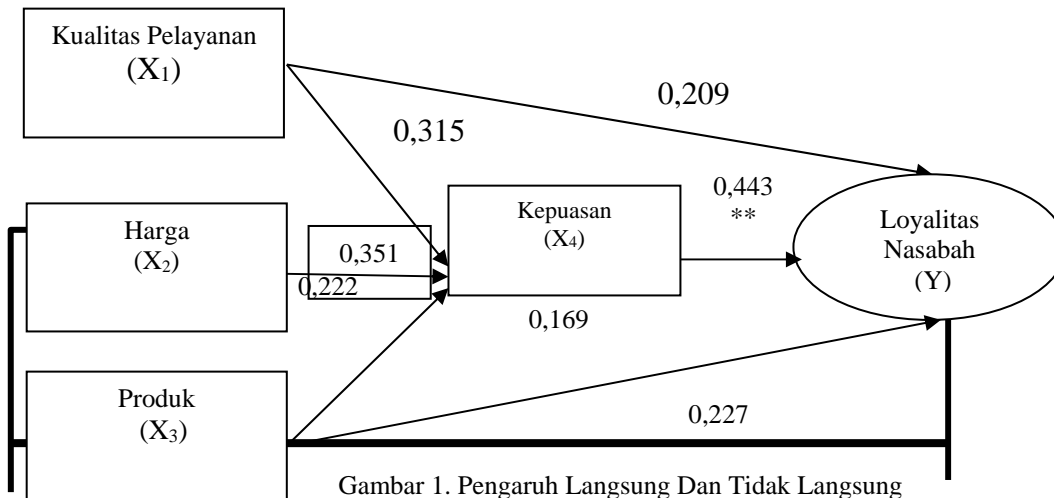 Kualitas Pelayanan
(X1)
0,209
0,315
0,443
**
Kepuasan
(X4)
Harga
(X2)
0,351
0,222
Loyalitas
Nasabah
(Y)
0,169
Produk
(X3)
0,227
Gambar 1. Pengaruh Langsung Dan Tidak Langsung